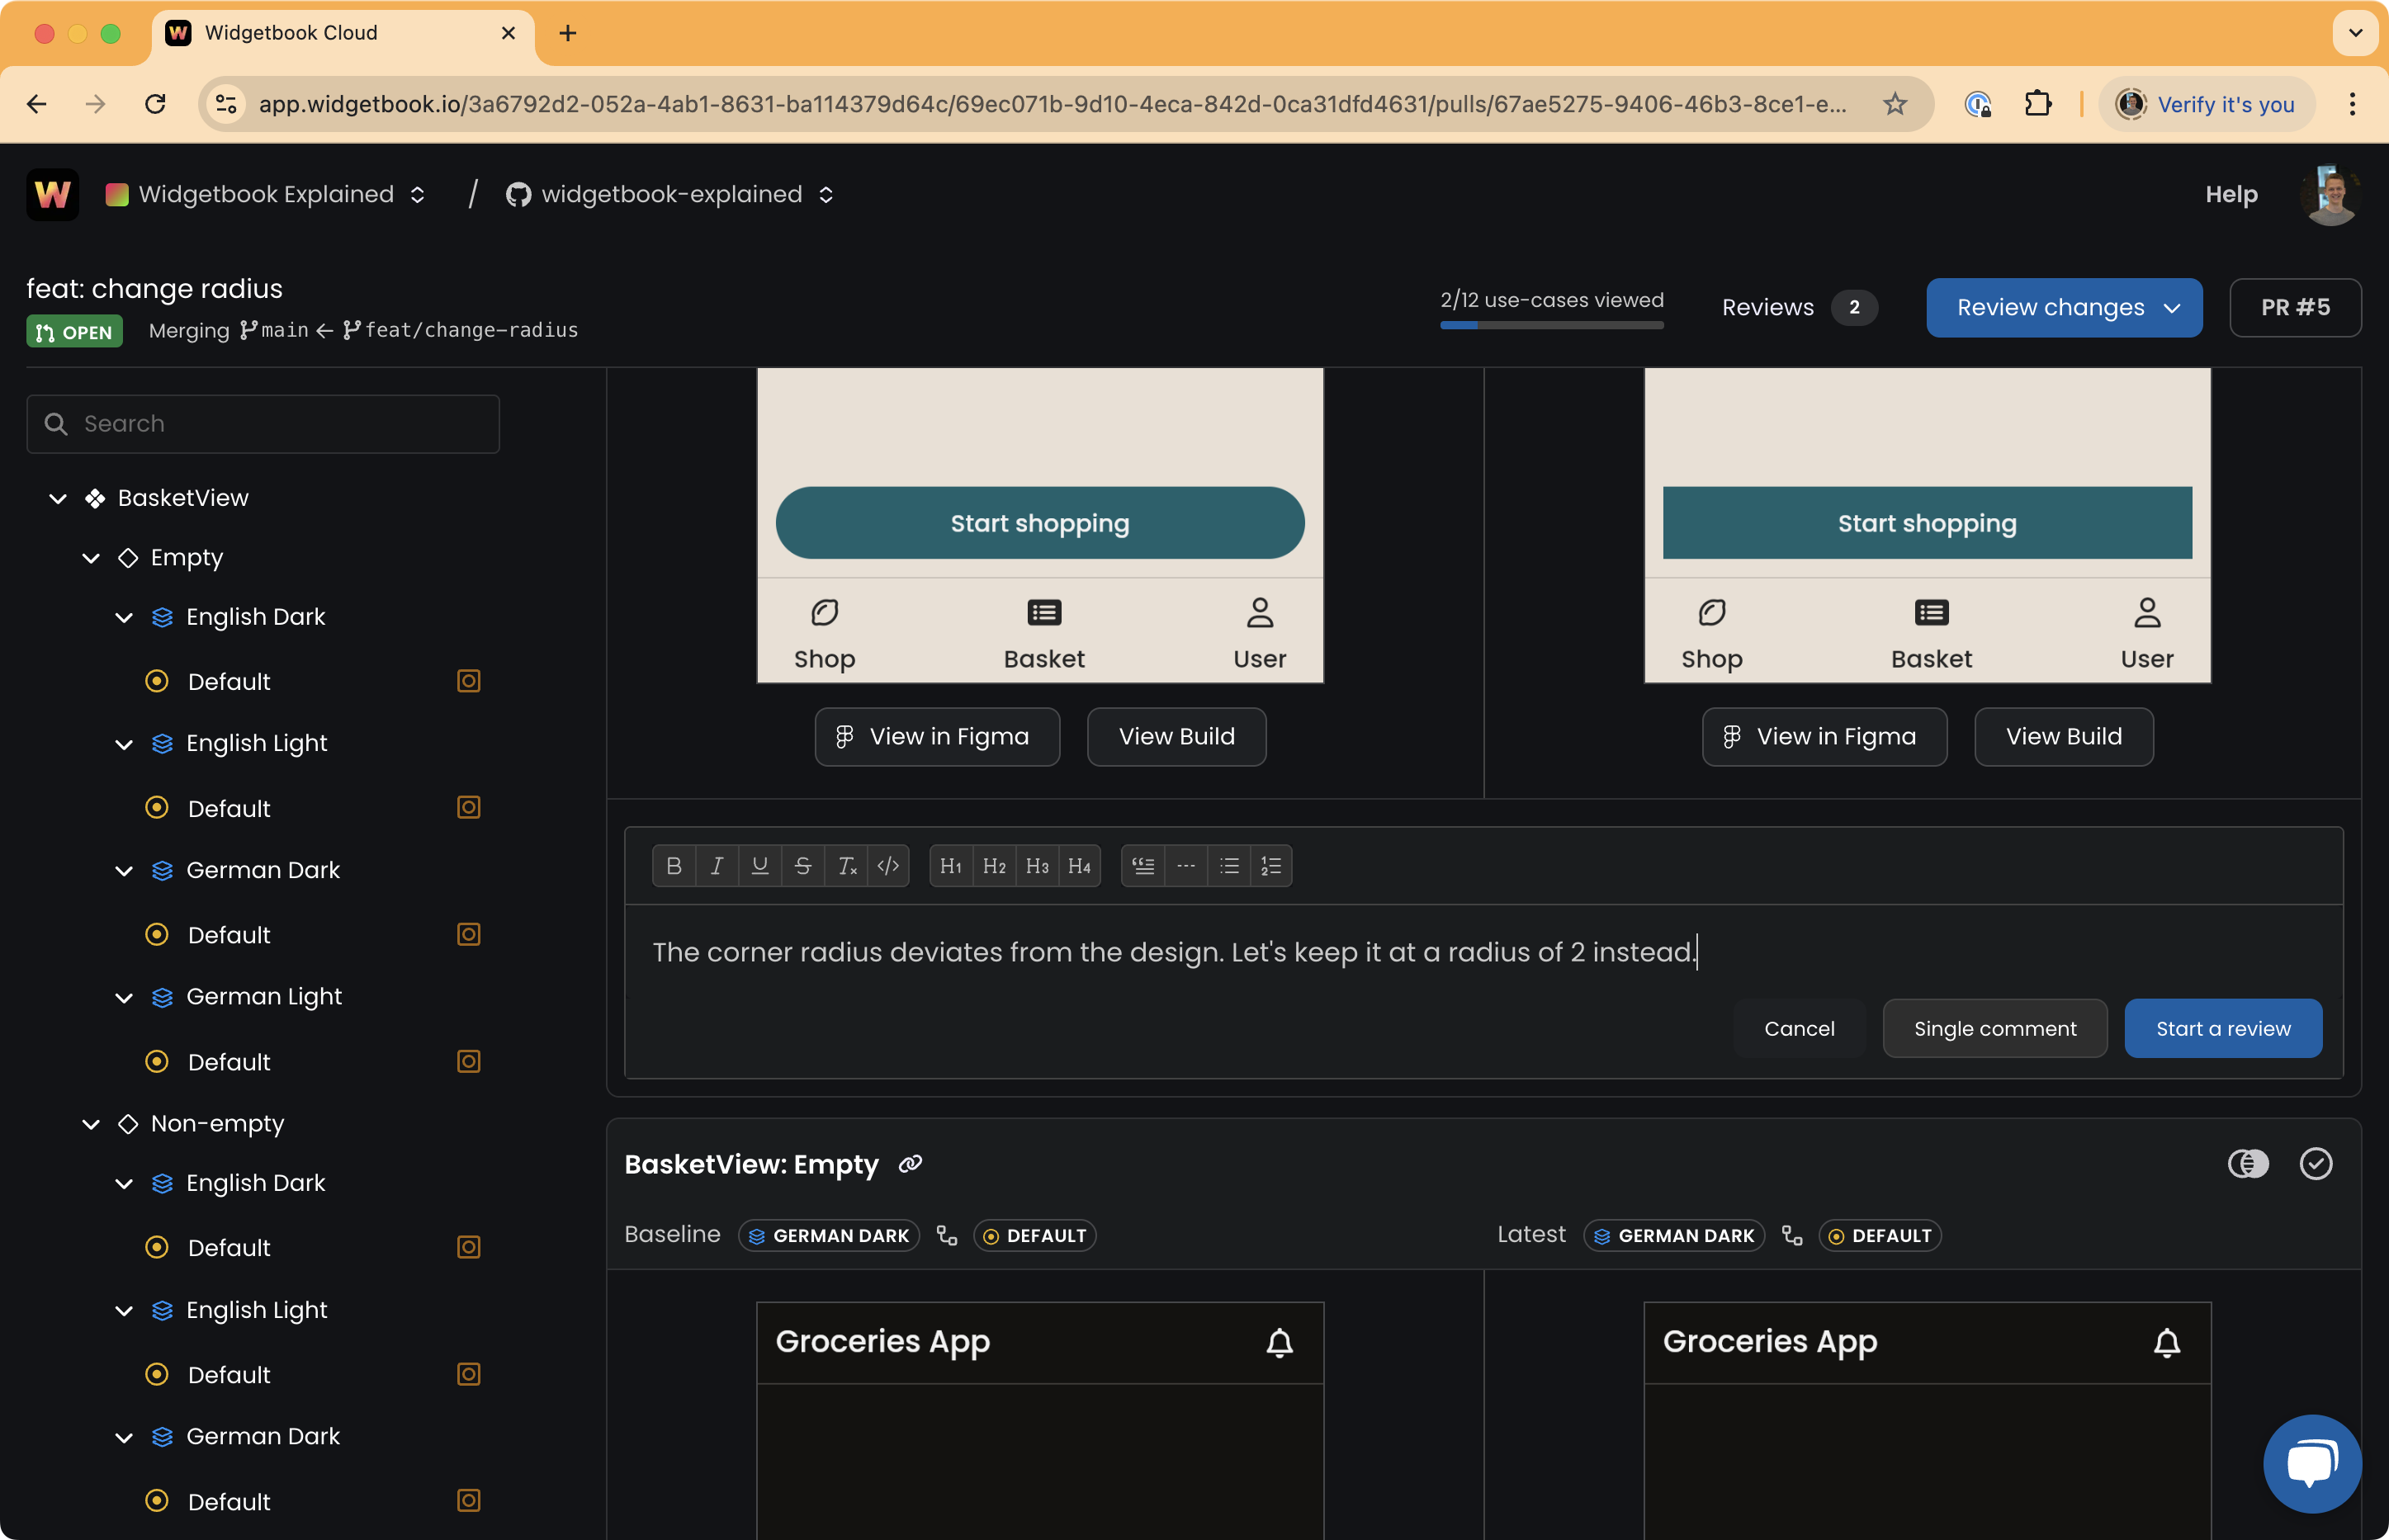 Widgetbook Cloud
app.widgetbook.io/3a6792d2-052a-4ab1-8631-ba114379d64c/69ec071b-9d10-4eca-842d-0ca31dfd4631/pulls/67ae5275-9406-46b3-8ce1-e...
Verify it's you
W
Widgetbook Explained / widgetbook-explained
Help
feat: change radius
OPEN
Merging main ← feat/change-radius
2/12 use-cases viewed
Reviews 2
Review changes
PR #5
Search
BasketView
Empty
English Dark
Default
English Light
Default
German Dark
Default
German Light
Default
Non-empty
English Dark
Default
English Light
Default
German Dark
Default
Start shopping
Shop Basket User
View in Figma View Build
Start shopping
Shop Basket User
View in Figma View Build
B I U S Tx </> H1 H2 H3 H4
The corner radius deviates from the design. Let's keep it at a radius of 2 instead.
Cancel Single comment Start a review
BasketView: Empty
Baseline GERMAN DARK DEFAULT
Latest GERMAN DARK DEFAULT
Groceries App
Groceries App